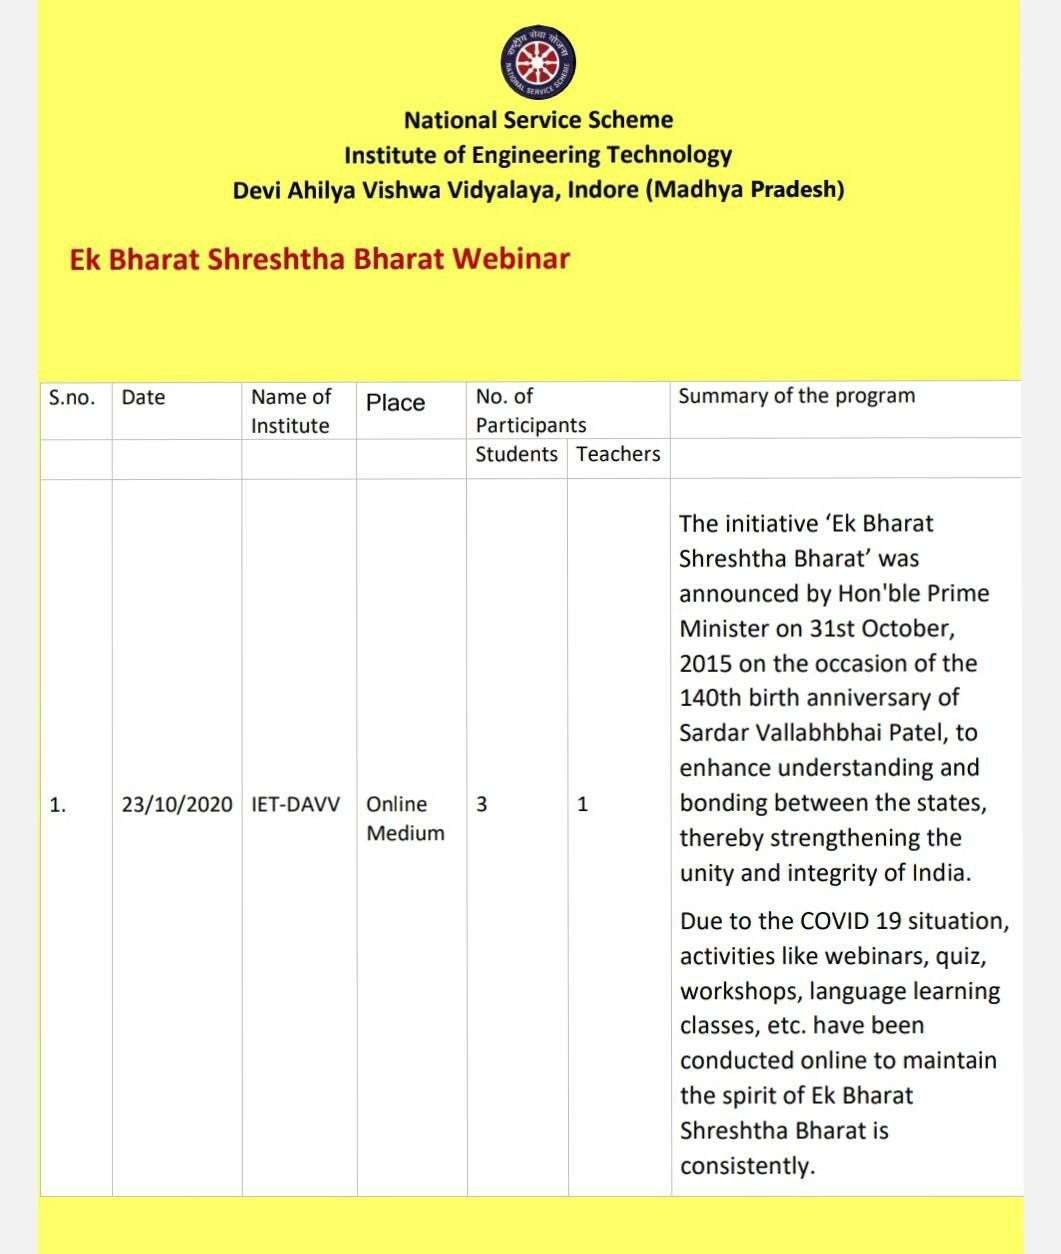 राष्ट्रीय सेवा योजना
NATIONAL SERVICE SCHEME
National Service Scheme
Institute of Engineering Technology
Devi Ahilya Vishwa Vidyalaya, Indore (Madhya Pradesh)
Ek Bharat Shreshtha Bharat Webinar
S.no.
Date
Name of
Institute
Place
No. of
Participants
Summary of the program
Students
Teachers
1.
23/10/2020
IET-DAVV
Online
Medium
3
1
The initiative ‘Ek Bharat
Shreshtha Bharat’ was
announced by Hon'ble Prime
Minister on 31st October,
2015 on the occasion of the
140th birth anniversary of
Sardar Vallabhbhai Patel, to
enhance understanding and
bonding between the states,
thereby strengthening the
unity and integrity of India.
Due to the COVID 19 situation,
activities like webinars, quiz,
workshops, language learning
classes, etc. have been
conducted online to maintain
the spirit of Ek Bharat
Shreshtha Bharat is
consistently.